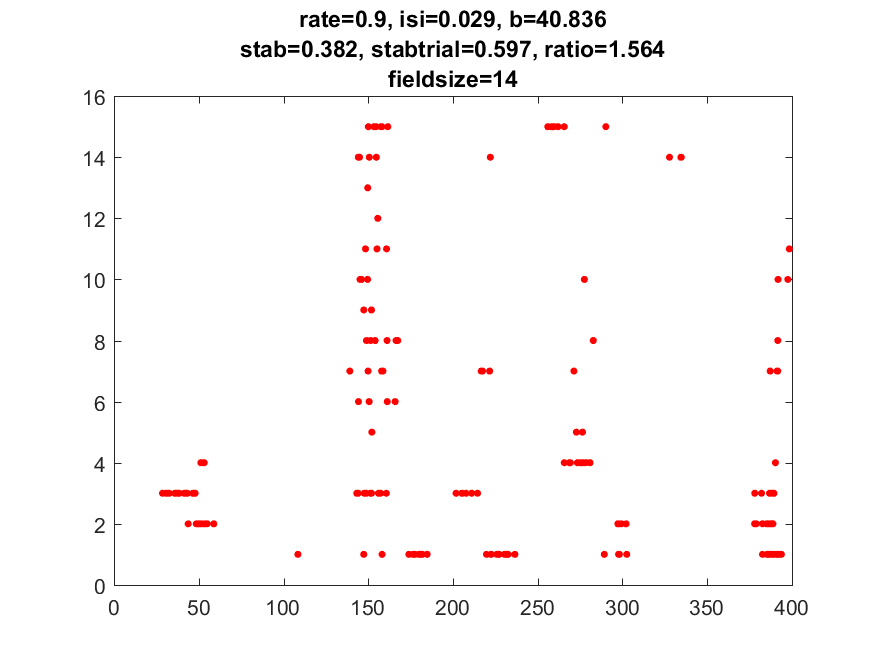 rate=0.9, isi=0.029, b=40.836
stab=0.382, stabtrial=0.597, ratio=1.564
fieldsize=14
16
14
12
10
8
6
4
2
0
0 50 100 150 200 250 300 350 400